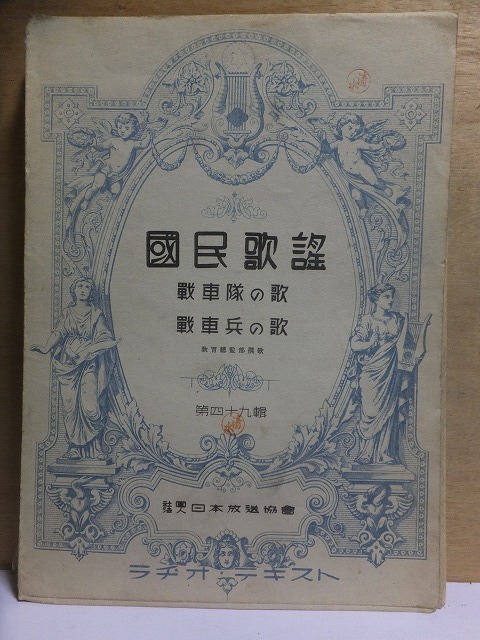 國民歌謠
戰車隊の歌
戰車兵の歌
教育總監部撰歌
第四十九輯
社團法人日本放送協會
ラヂオ・テキスト